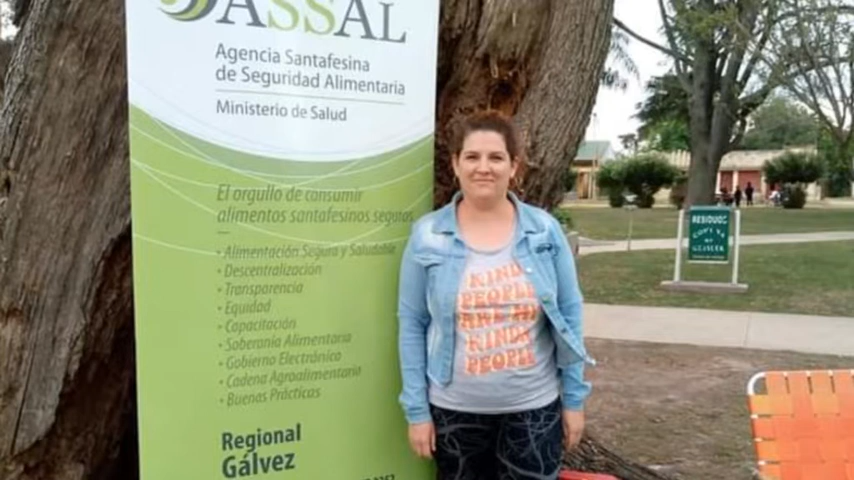 ASSAL
Agencia Santafesina
de Seguridad Alimentaria
Ministerio de Salud
El orgullo de consumir
alimentos santafesinos seguros
• Alimentación Segura y Saludable
• Descentralización
• Transparencia
• Equidad
• Capacitación
• Soberanía Alimentaria
• Gobierno Electrónico
• Cadena Agroalimentaria
• Buenas Prácticas
Regional
Gálvez
KIND
PEOPLE
ARE MY
KINDA
PEOPLE
RESIDUOS